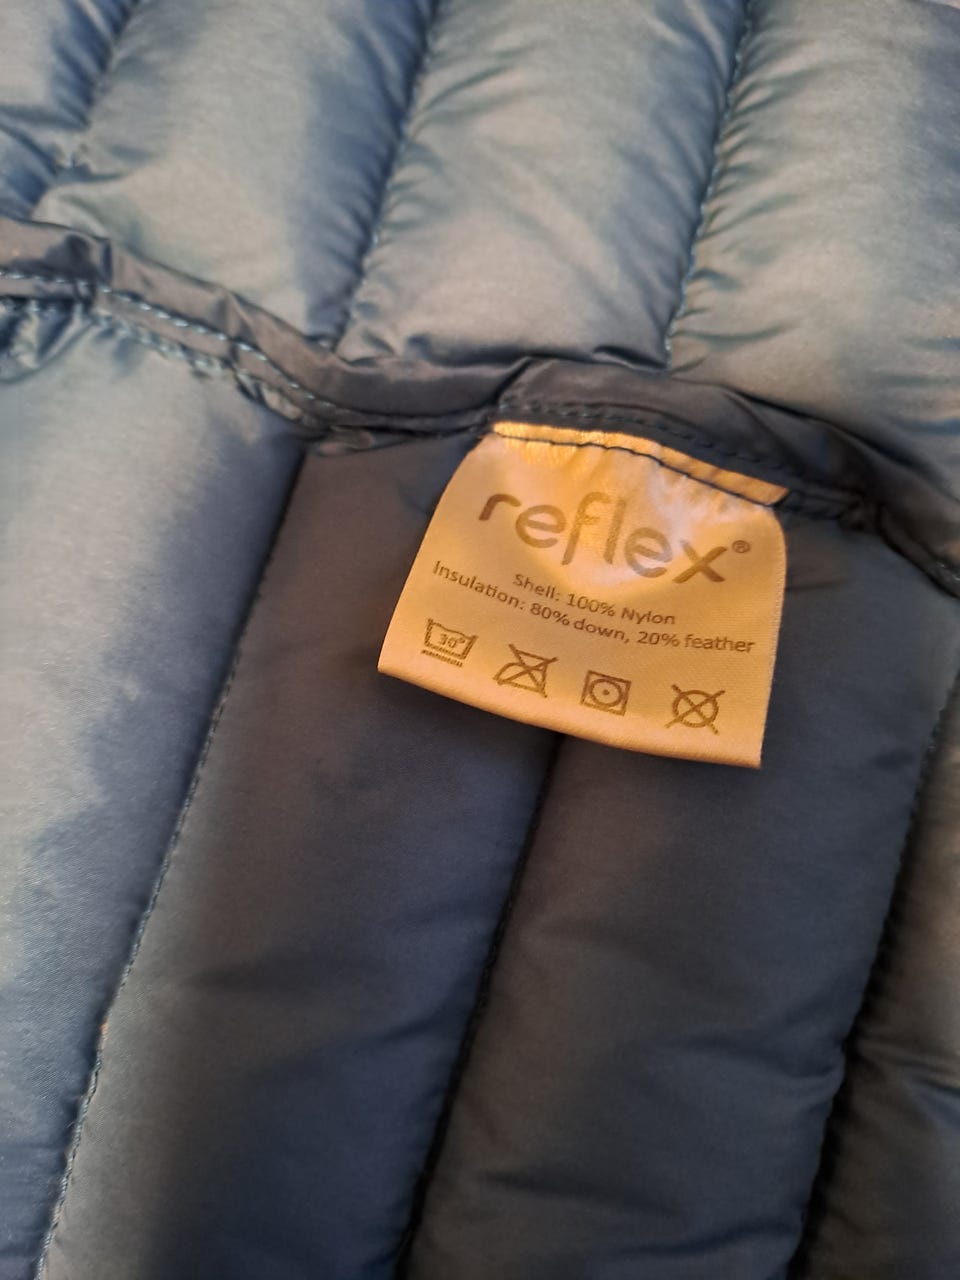 reflex®
Shell: 100% Nylon
Insulation: 80% down, 20% feather
30°